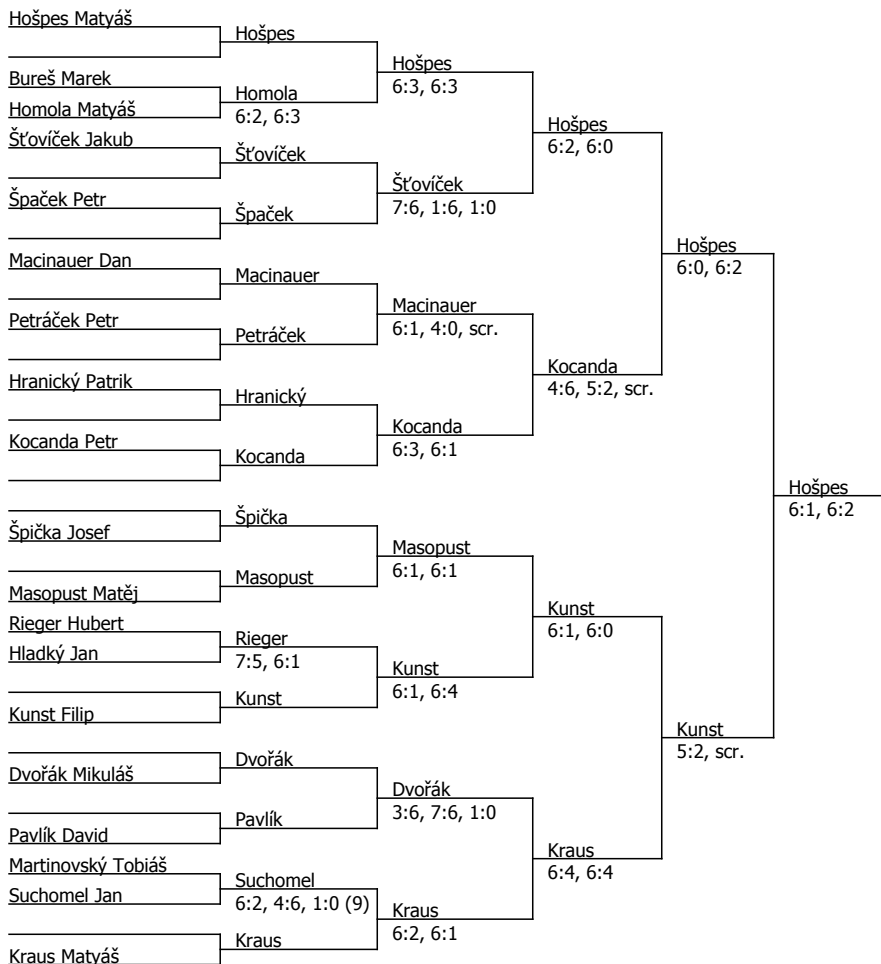 Hošpes Matyáš
Hošpes
Hošpes
6:3, 6:3
Bureš Marek
Homola
6:2, 6:3
Homola Matyáš
Hošpes
6:2, 6:0
Šťovíček Jakub
Šťovíček
Šťovíček
7:6, 1:6, 1:0
Špaček Petr
Špaček
Hošpes
6:0, 6:2
Macinauer Dan
Macinauer
Macinauer
6:1, 4:0, scr.
Petráček Petr
Petráček
Kocanda
4:6, 5:2, scr.
Hranický Patrik
Hranický
Kocanda
6:3, 6:1
Kocanda Petr
Kocanda
Hošpes
6:1, 6:2
Špička
Špička Josef
Masopust
6:1, 6:1
Masopust
Masopust Matěj
Kunst
6:1, 6:0
Rieger Hubert
Rieger
7:5, 6:1
Hladký Jan
Kunst
6:1, 6:4
Kunst
Kunst Filip
Kunst
5:2, scr.
Dvořák
Dvořák Mikuláš
Dvořák
3:6, 7:6, 1:0
Pavlík
Pavlík David
Kraus
6:4, 6:4
Martinovský Tobiáš
Suchomel
6:2, 4:6, 1:0 (9)
Suchomel Jan
Kraus
6:2, 6:1
Kraus
Kraus Matyáš